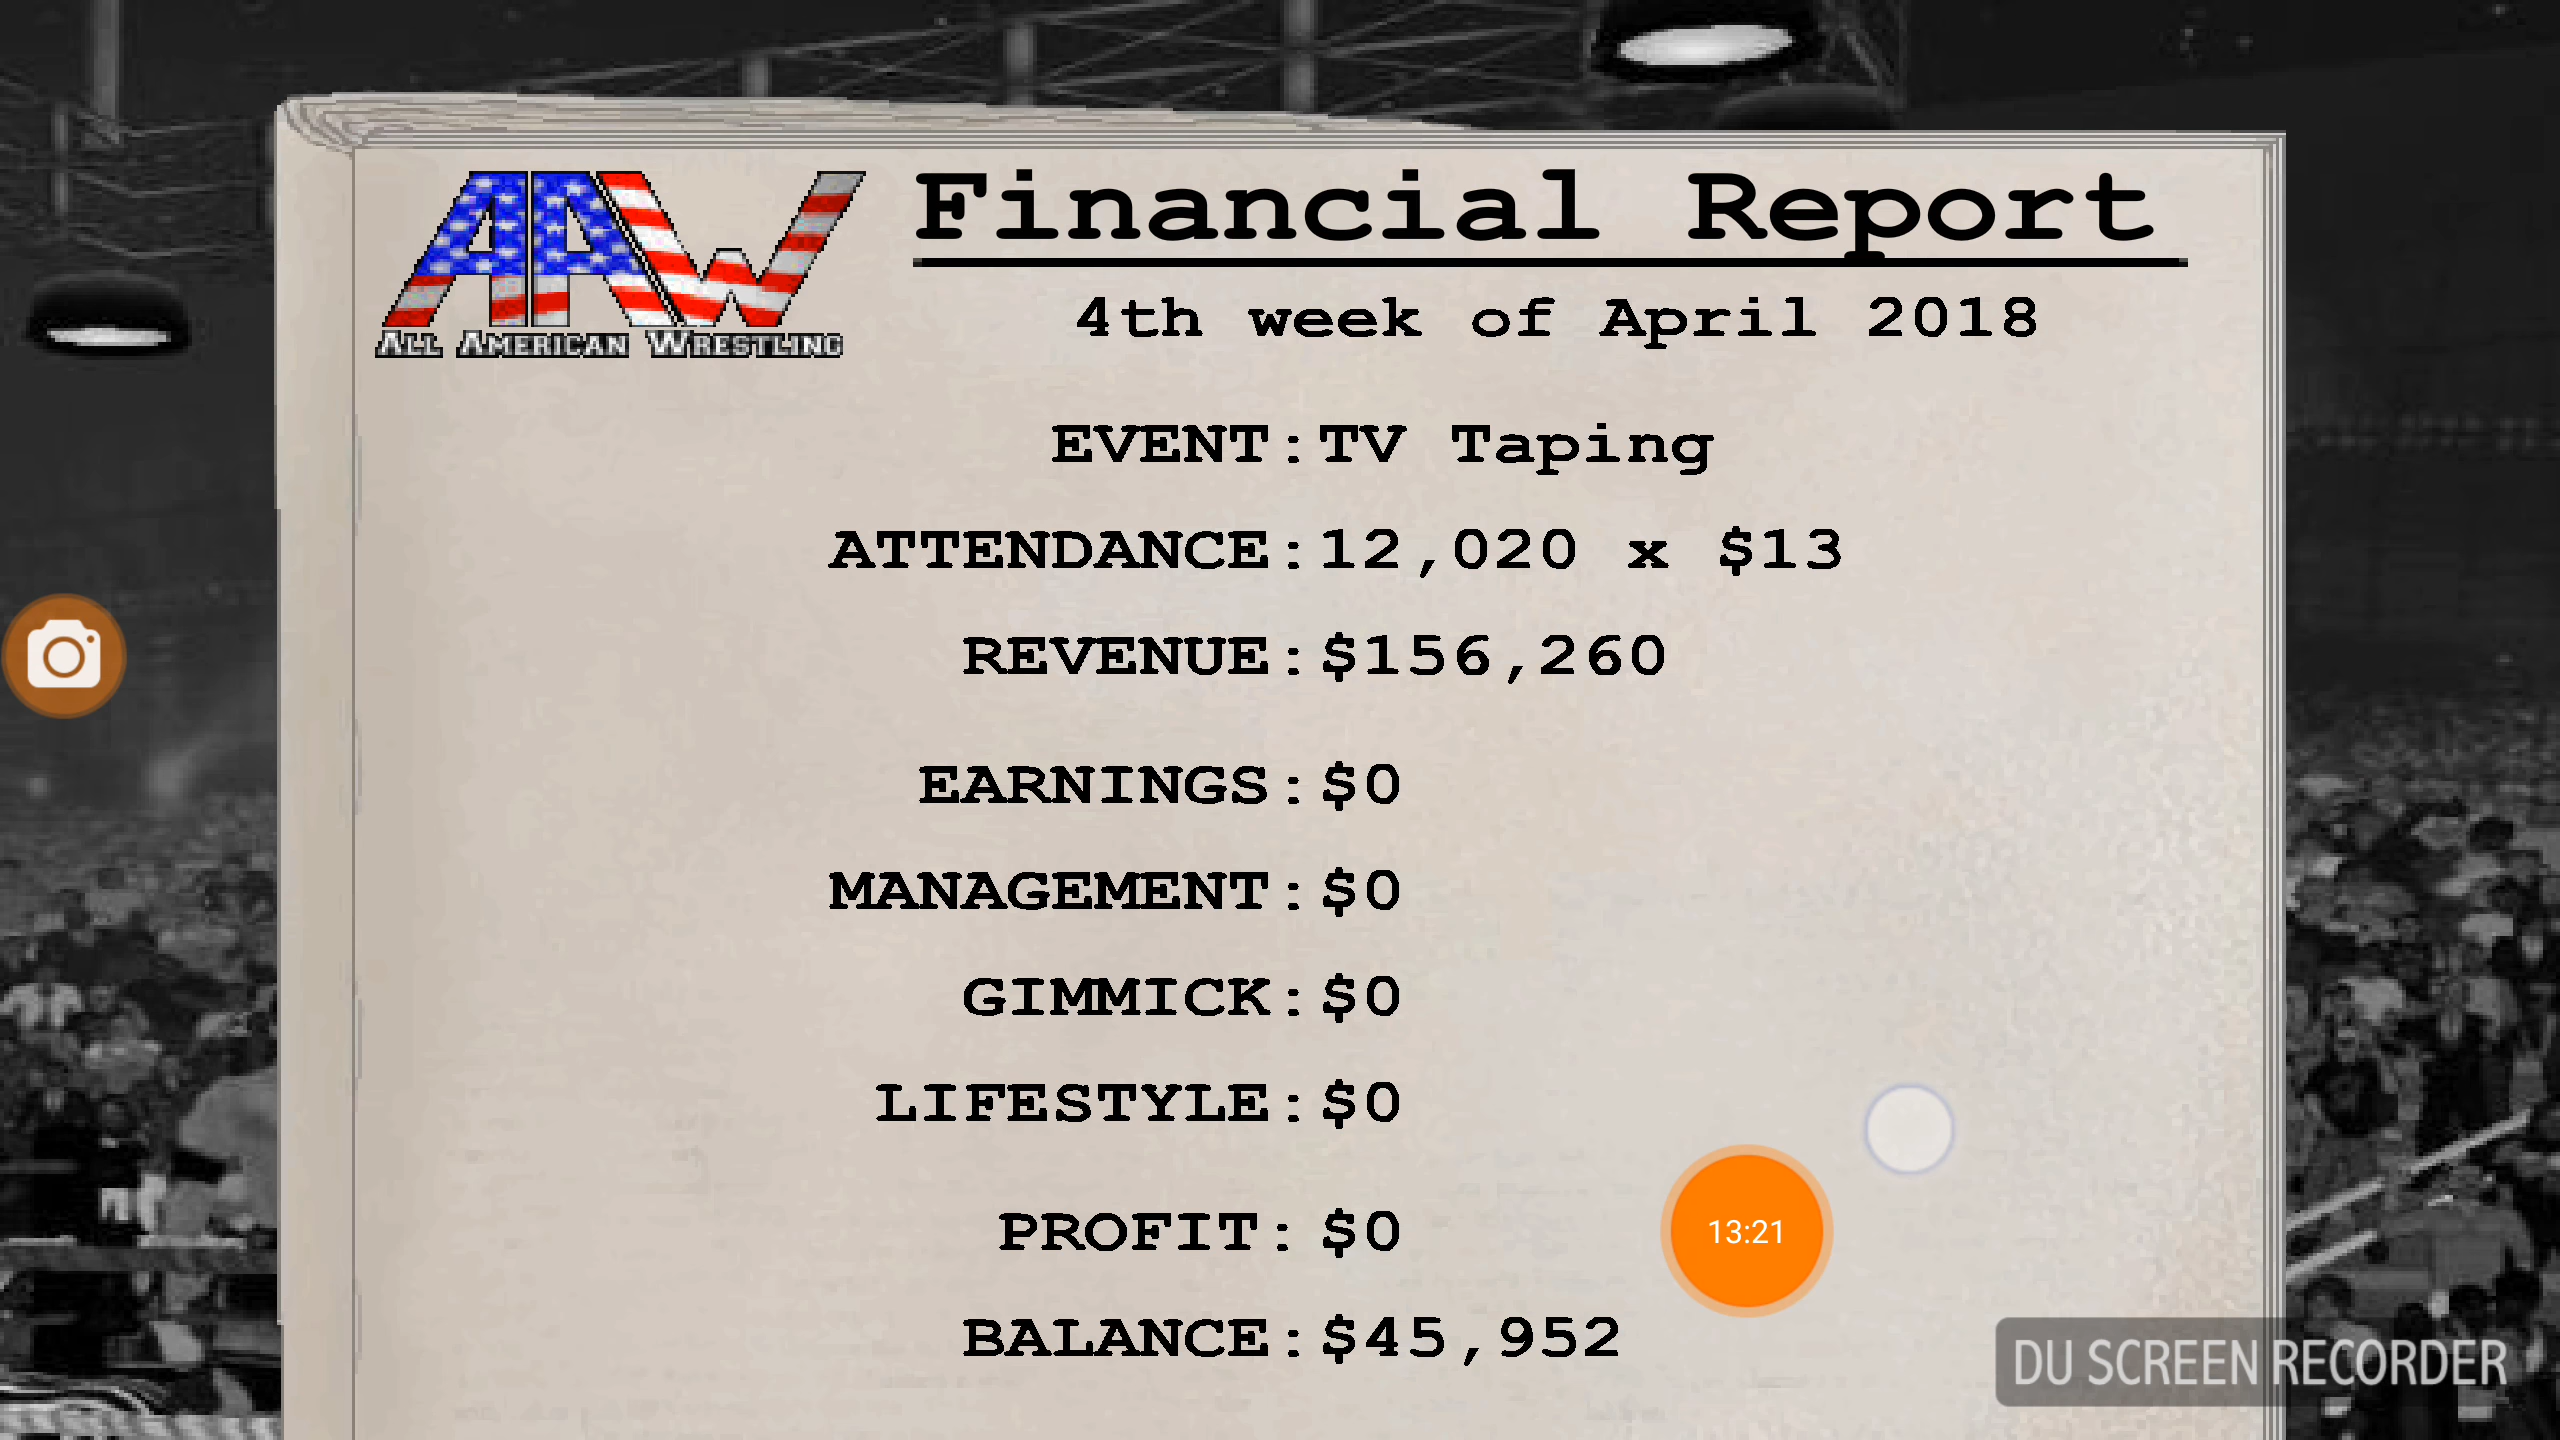 AAW
ALL AMERICAN WRESTLING
Financial Report
4th week of April 2018
EVENT: TV Taping
ATTENDANCE: 12,020 x $13
REVENUE: $156,260
EARNINGS: $0
MANAGEMENT: $0
GIMMICK: $0
LIFESTYLE: $0
PROFIT: $0
13:21
BALANCE: $45,952
DU SCREEN RECORDER